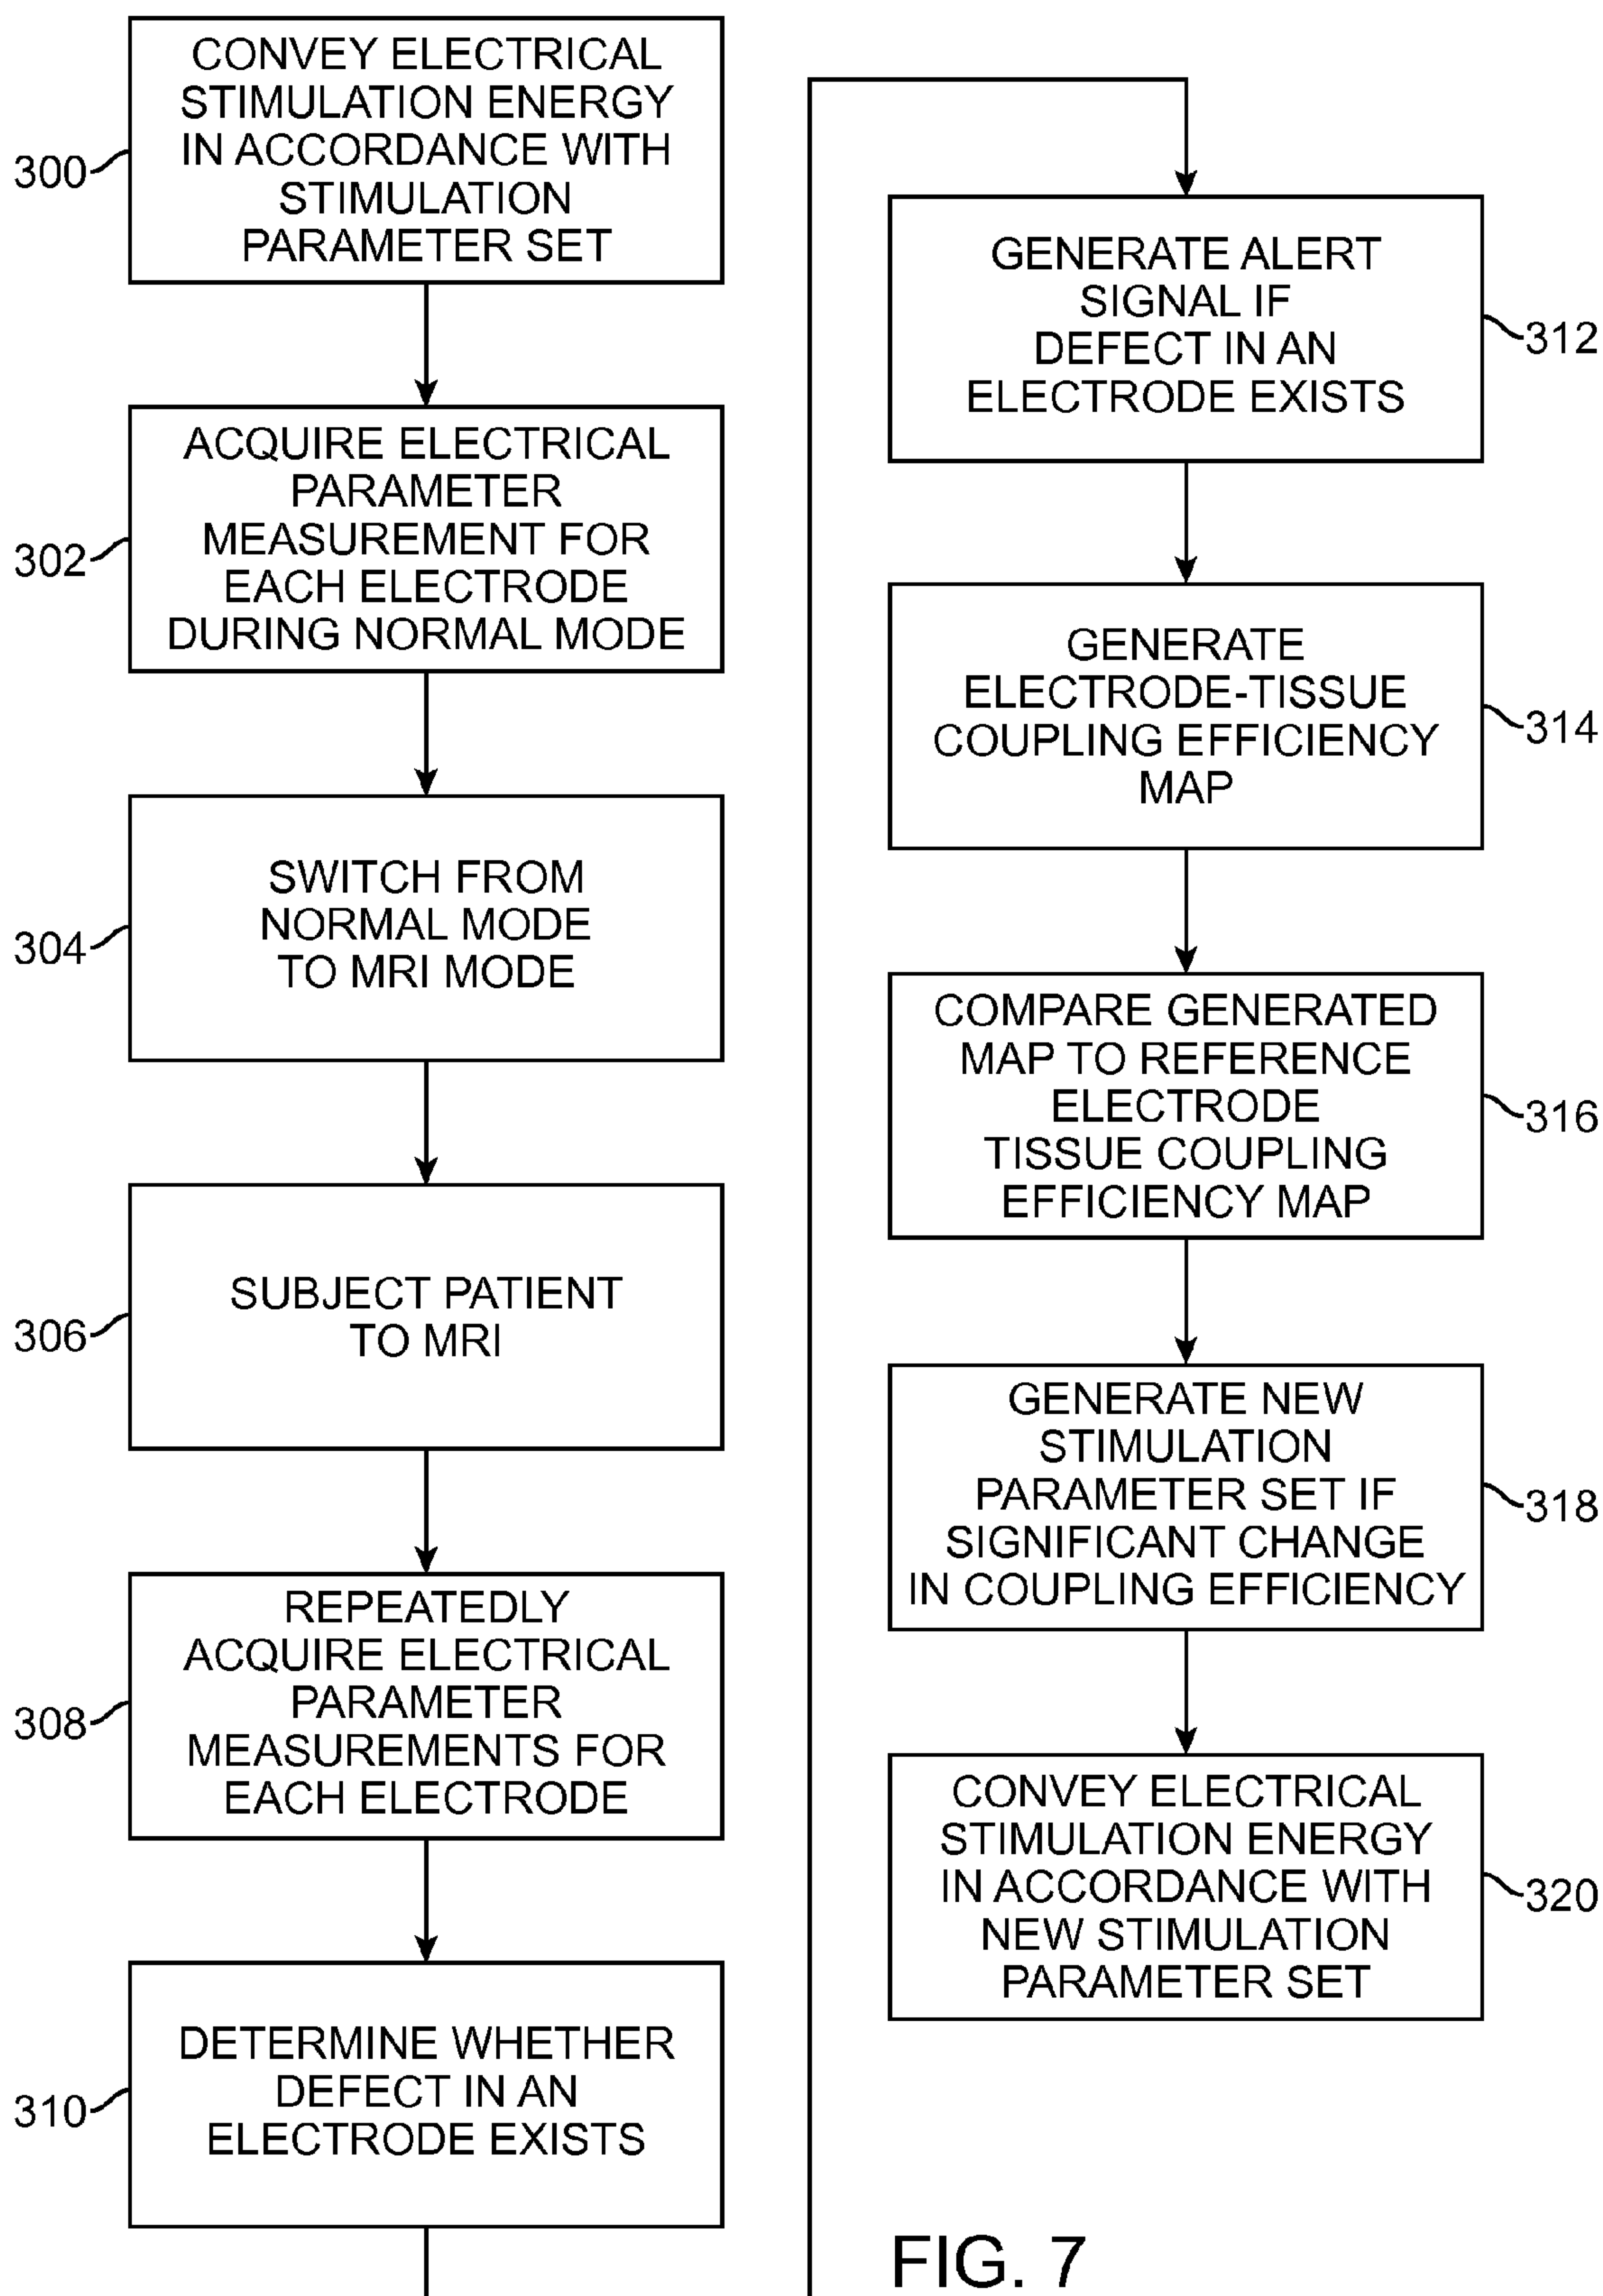 CONVEY ELECTRICAL
STIMULATION ENERGY
IN ACCORDANCE WITH
STIMULATION
PARAMETER SET
300
ACQUIRE ELECTRICAL
PARAMETER
MEASUREMENT FOR
EACH ELECTRODE
DURING NORMAL MODE
302
SWITCH FROM
NORMAL MODE
TO MRI MODE
304
SUBJECT PATIENT
TO MRI
306
REPEATEDLY
ACQUIRE ELECTRICAL
PARAMETER
MEASUREMENTS FOR
EACH ELECTRODE
308
DETERMINE WHETHER
DEFECT IN AN
ELECTRODE EXISTS
310
GENERATE ALERT
SIGNAL IF
DEFECT IN AN
ELECTRODE EXISTS
312
GENERATE
ELECTRODE-TISSUE
COUPLING EFFICIENCY
MAP
314
COMPARE GENERATED
MAP TO REFERENCE
ELECTRODE
TISSUE COUPLING
EFFICIENCY MAP
316
GENERATE NEW
STIMULATION
PARAMETER SET IF
SIGNIFICANT CHANGE
IN COUPLING EFFICIENCY
318
CONVEY ELECTRICAL
STIMULATION ENERGY
IN ACCORDANCE WITH
NEW STIMULATION
PARAMETER SET
320
FIG. 7